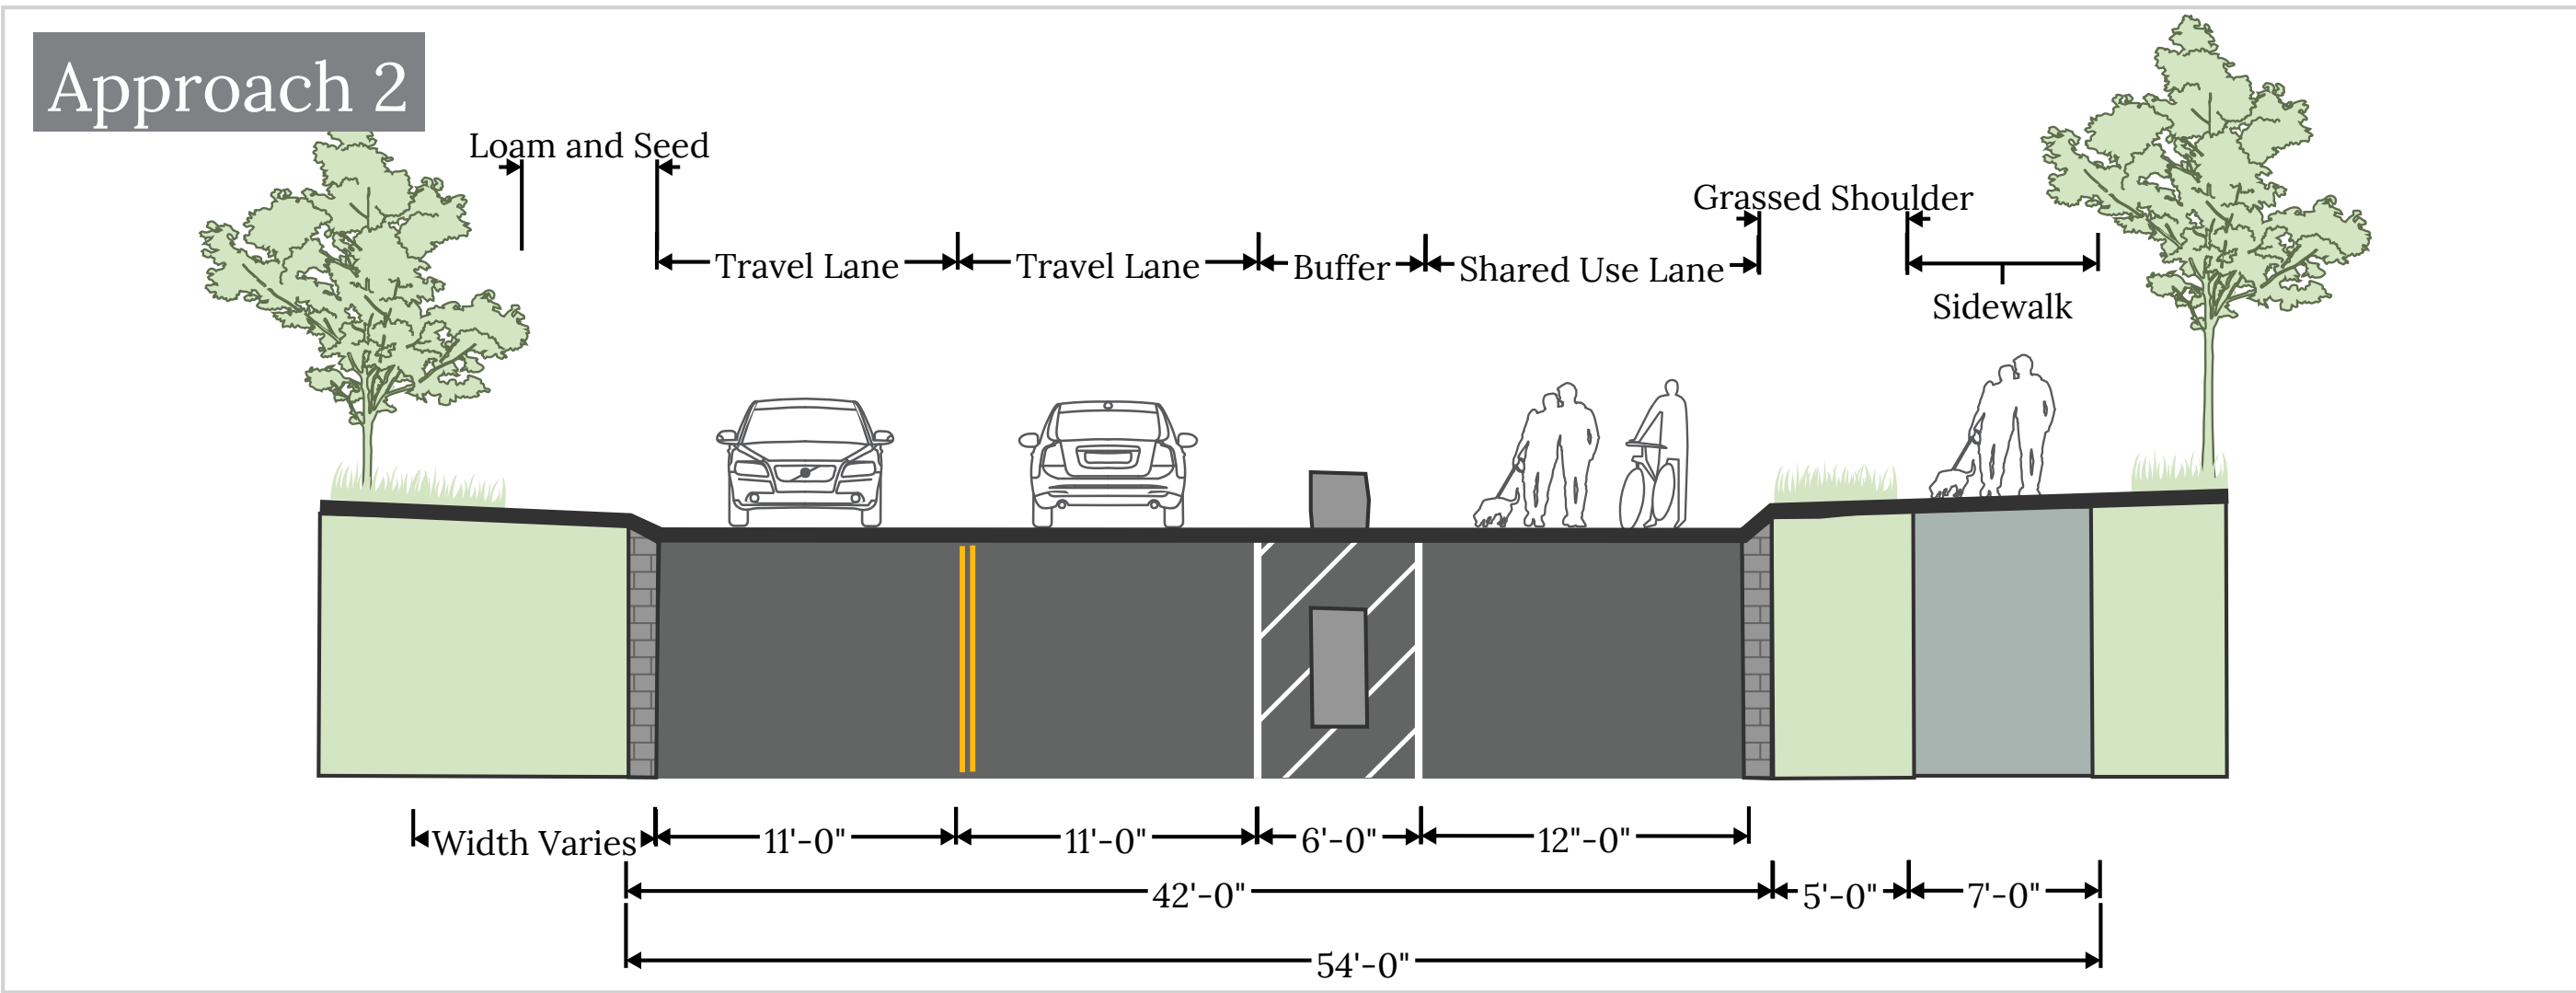 Approach 2
Loam and Seed
Grassed Shoulder
Travel Lane
Travel Lane
Buffer
Shared Use Lane
Sidewalk
Width Varies
11'-0"
11'-0"
6'-0"
12"-0"
42'-0"
5'-0"
7'-0"
54'-0"